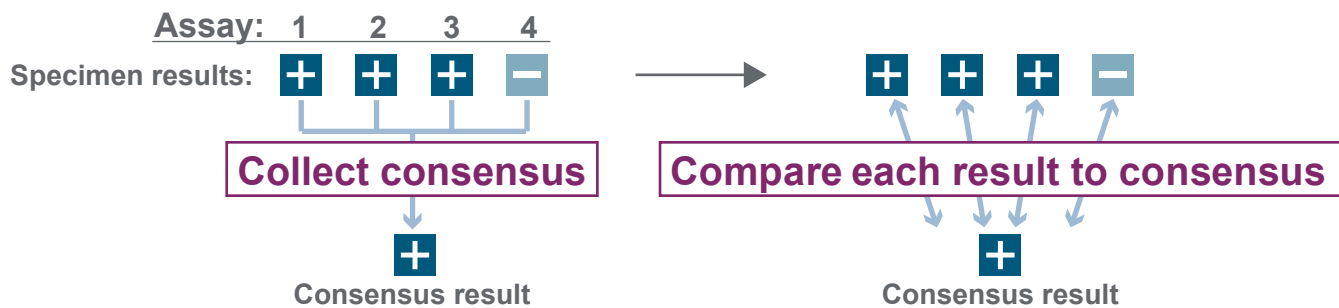 Assay: 1 2 3 4
Specimen results: + + + − + + + −
Collect consensus
Compare each result to consensus
+ +
Consensus result
Consensus result